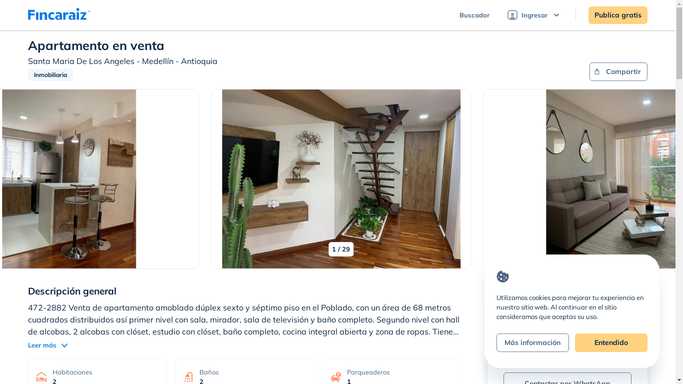 Fincaraiz
Buscador
Ingresar
Publica gratis
Apartamento en venta
Santa Maria De Los Angeles - Medellín - Antioquia
Inmobiliaria
Compartir
1 / 29
Descripción general
472-2882 Venta de apartamento amoblado dúplex sexto y séptimo piso en el Poblado, con un área de 68 metros
cuadrados distribuidos así primer nivel con sala, mirador, sala de televisión y baño completo. Segundo nivel con hall
de alcobas, 2 alcobas con clóset, estudio con clóset, baño completo, cocina integral abierta y zona de ropas. Tiene...
Leer más
Habitaciones
2
Baños
2
Parqueaderos
1
Utilizamos cookies para mejorar tu experiencia en
nuestro sitio web. Al continuar en el sitio
consideramos que aceptas su uso.
Más información
Entendido
Contactar por WhatsApp